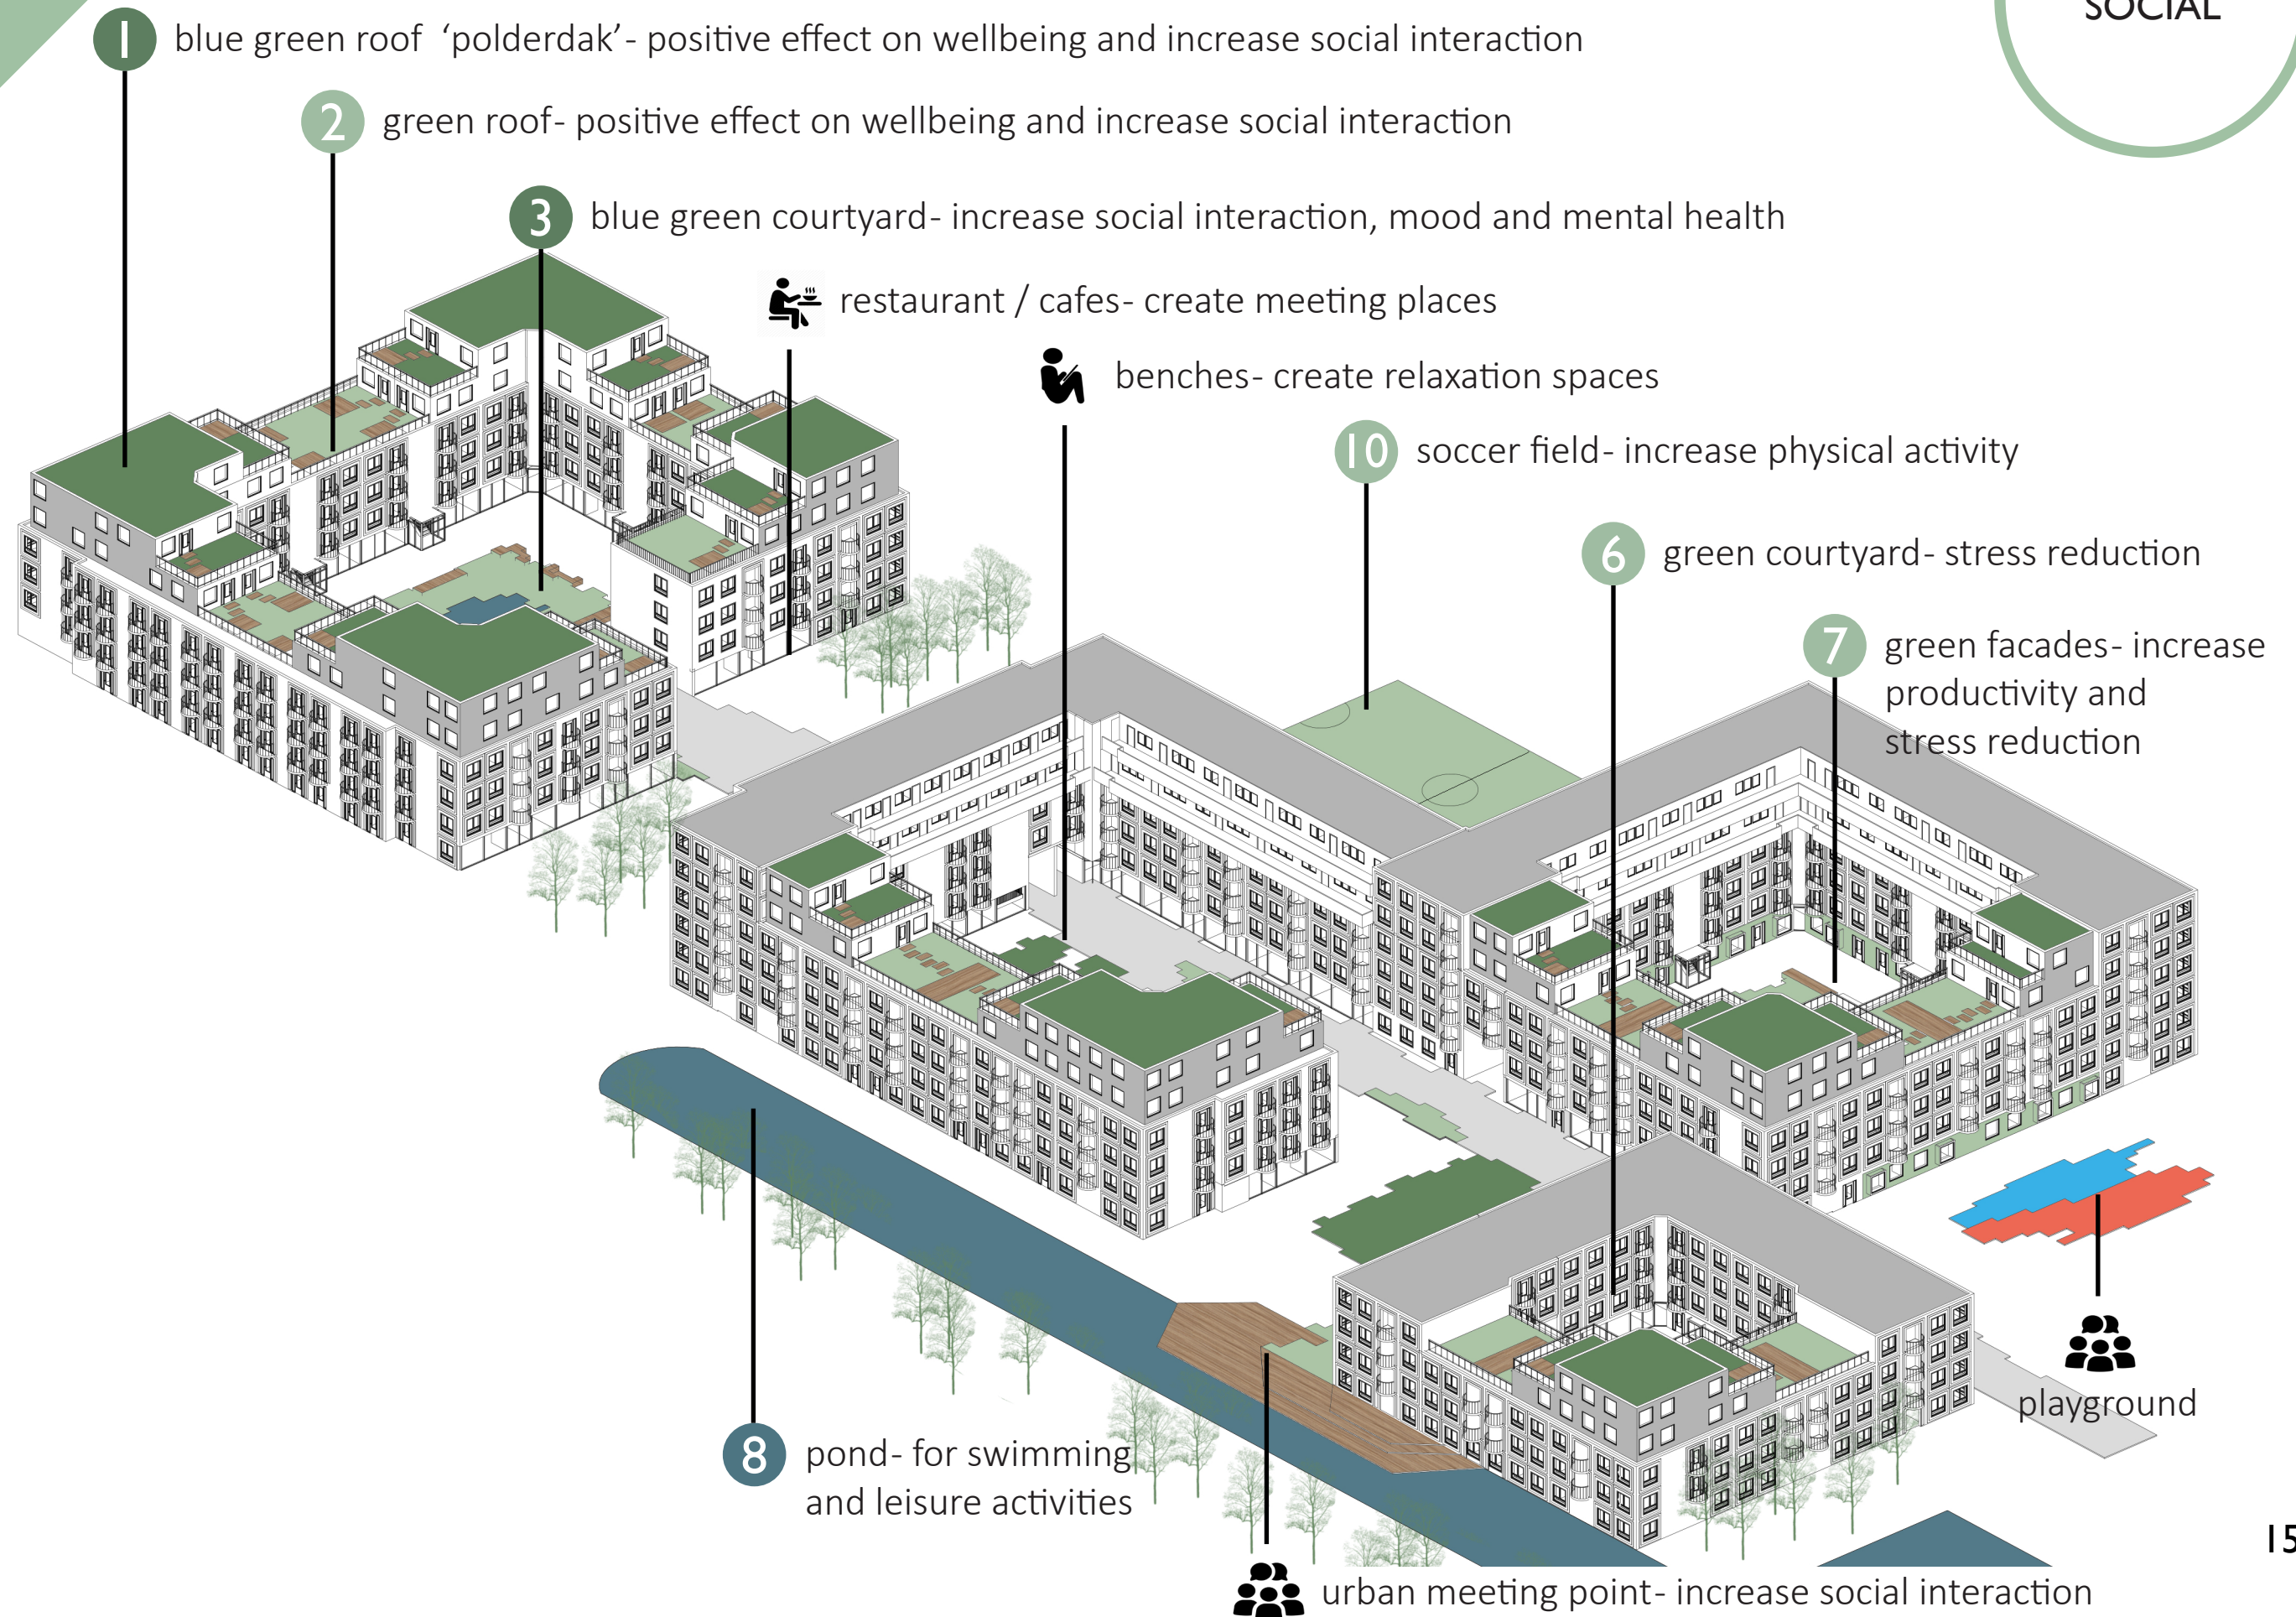 SOCIAL
1 blue green roof ‘polderdak’- positive effect on wellbeing and increase social interaction
2 green roof- positive effect on wellbeing and increase social interaction
3 blue green courtyard- increase social interaction, mood and mental health
restaurant / cafes- create meeting places
benches- create relaxation spaces
10 soccer field- increase physical activity
6 green courtyard- stress reduction
7 green facades- increase
productivity and
stress reduction
playground
8 pond- for swimming
and leisure activities
15
urban meeting point- increase social interaction